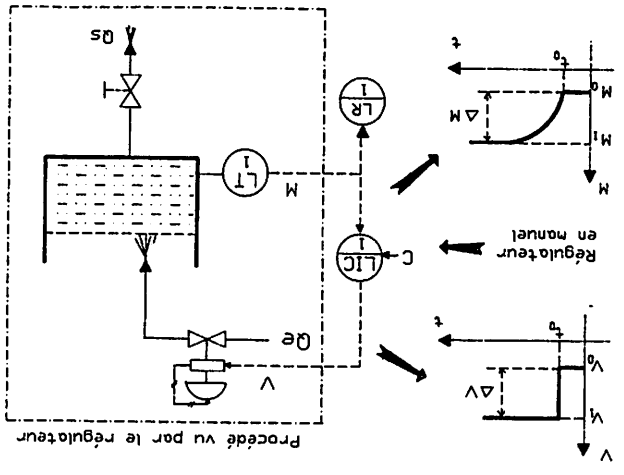 Procédé vu par le régulateur
V
V₁
ΔV
V₀
t₀
t
V
Qe
Régulateur
en manuel
C
LIC
1
M
LT
1
M
M₁
ΔM
M₀
t₀
t
LR
1
Qs